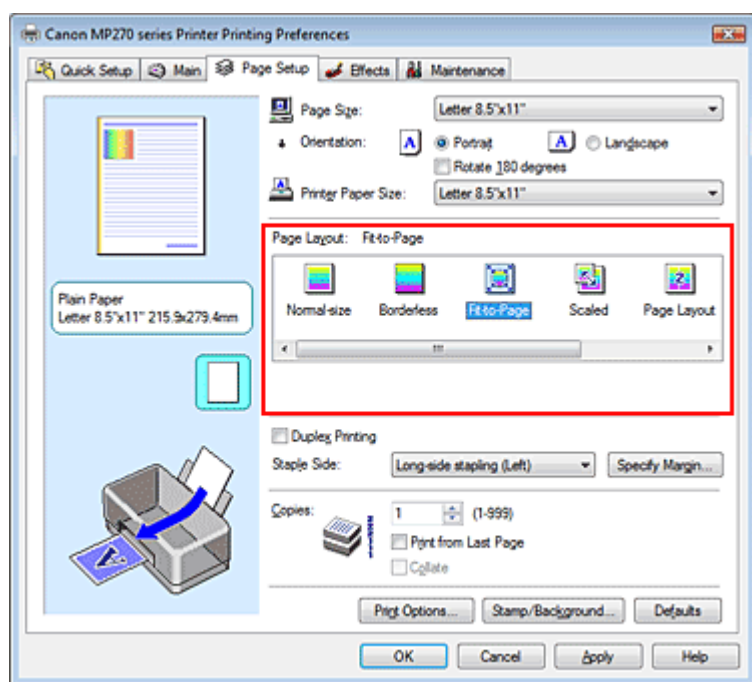 Canon MP270 series Printer Printing Preferences
Quick Setup Main Page Setup Effects Maintenance
Page Size: Letter 8.5"x11"
Orientation: A Portrait A Landscape
Rotate 180 degrees
Printer Paper Size: Letter 8.5"x11"
Page Layout: Fit-to-Page
Normal-size Borderless Fit-to-Page Scaled Page Layout
Plain Paper
Letter 8.5"x11" 215.9x279.4mm
Duplex Printing
Staple Side: Long-side stapling (Left) Specify Margin...
Copies: 1 (1-999)
Print from Last Page
Collate
Print Options... Stamp/Background... Defaults
OK Cancel Apply Help